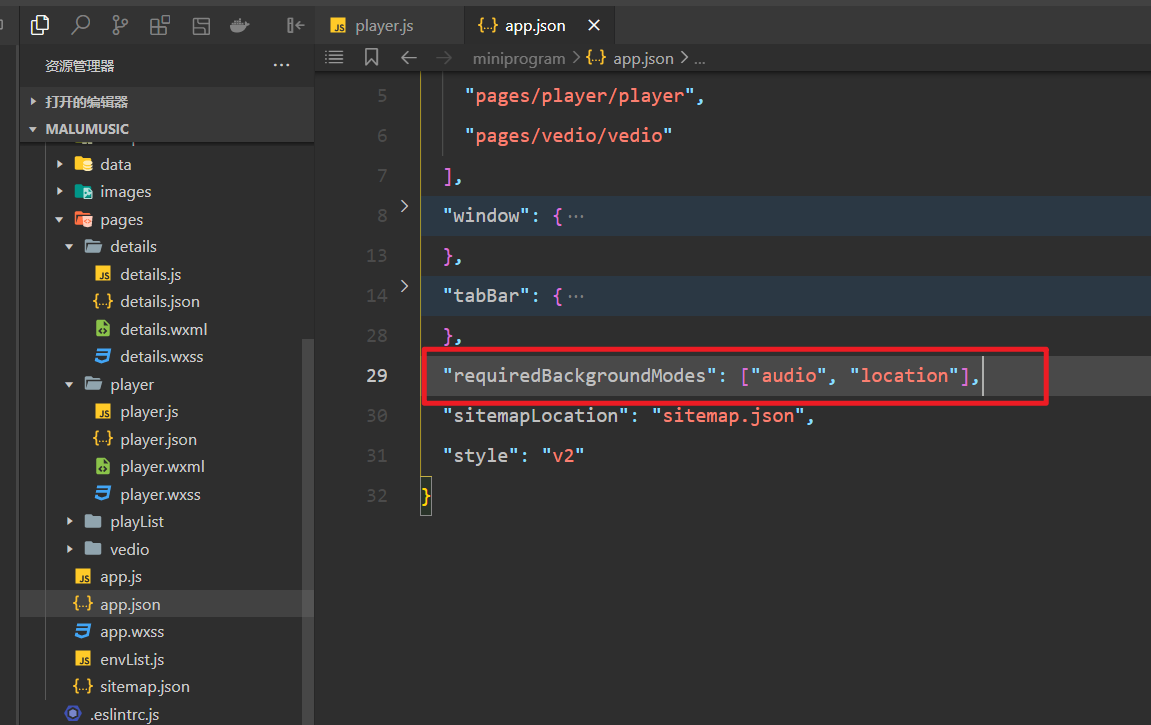 player.js
app.json
资源管理器
miniprogram > app.json > ...
打开的编辑器
MALUMUSIC
data
images
pages
details
details.js
details.json
details.wxml
details.wxss
player
player.js
player.json
player.wxml
player.wxss
playList
vedio
app.js
app.json
app.wxss
envList.js
sitemap.json
.eslintrc.js
5 "pages/player/player",
6 "pages/vedio/vedio"
7 ],
8 "window": { ...
13 },
14 "tabBar": { ...
28 },
29 "requiredBackgroundModes": ["audio", "location"],
30 "sitemapLocation": "sitemap.json",
31 "style": "v2"
32 }